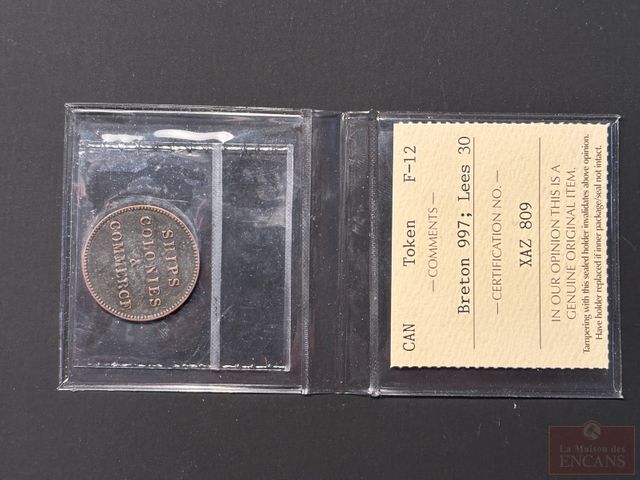 SHIPS
COLONIES
&
COMMERCE
CAN Token F-12
— COMMENTS —
Breton 997; Lees 30
— CERTIFICATION NO. —
XAZ 809
IN OUR OPINION THIS IS A
GENUINE ORIGINAL ITEM.
Tampering with this sealed holder invalidates above opinion.
Have holder replaced if inner package/seal not intact.
La Maison des
ENCANS